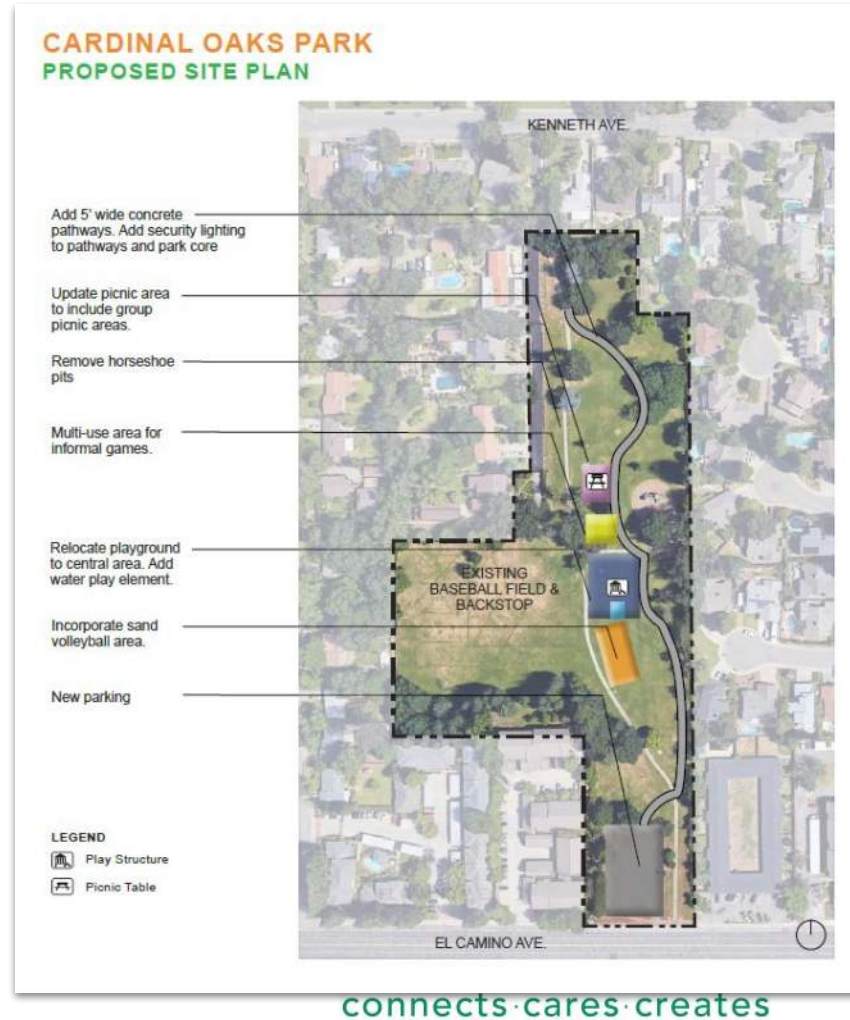 CARDINAL OAKS PARK
PROPOSED SITE PLAN
KENNETH AVE.
Add 5' wide concrete
pathways. Add security lighting
to pathways and park core
Update picnic area
to include group
picnic areas.
Remove horseshoe
pits
Multi-use area for
informal games.
Relocate playground
to central area. Add
water play element.
EXISTING
BASEBALL FIELD &
BACKSTOP
Incorporate sand
volleyball area.
New parking
LEGEND
Play Structure
Picnic Table
EL CAMINO AVE.
connects·cares·creates